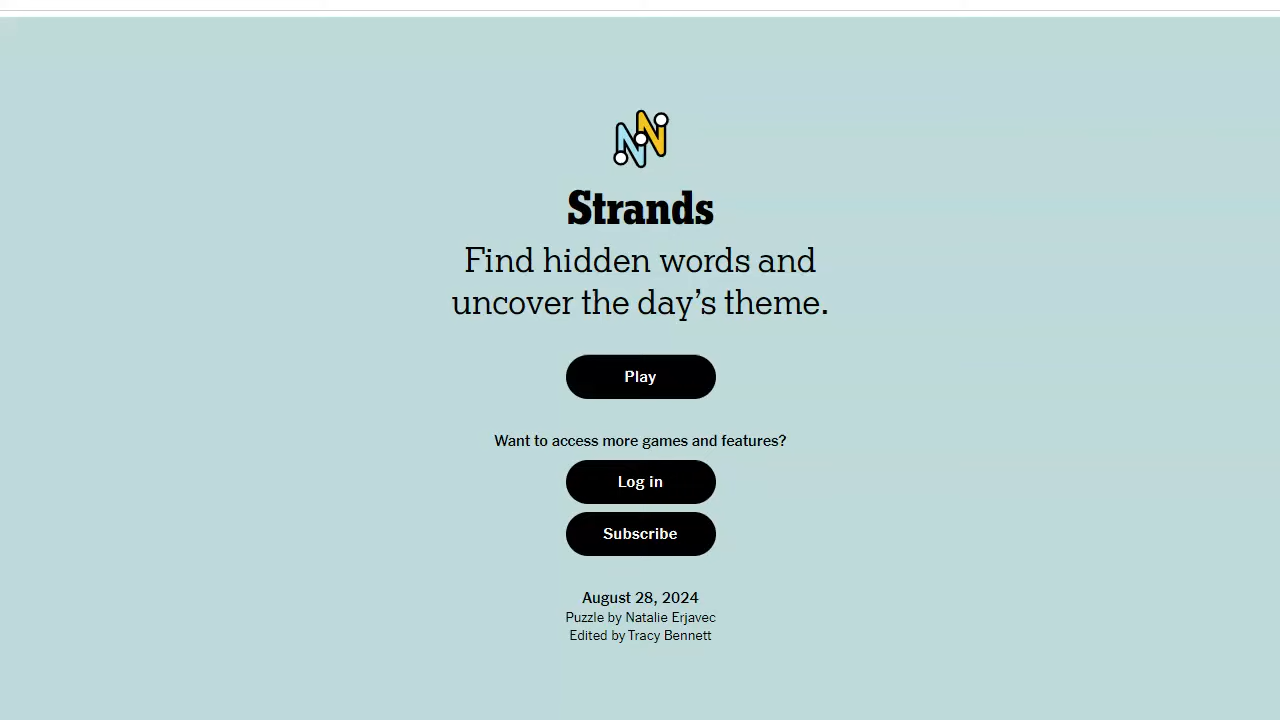 Strands
Find hidden words and
uncover the day’s theme.
Play
Want to access more games and features?
Log in
Subscribe
August 28, 2024
Puzzle by Natalie Erjavec
Edited by Tracy Bennett